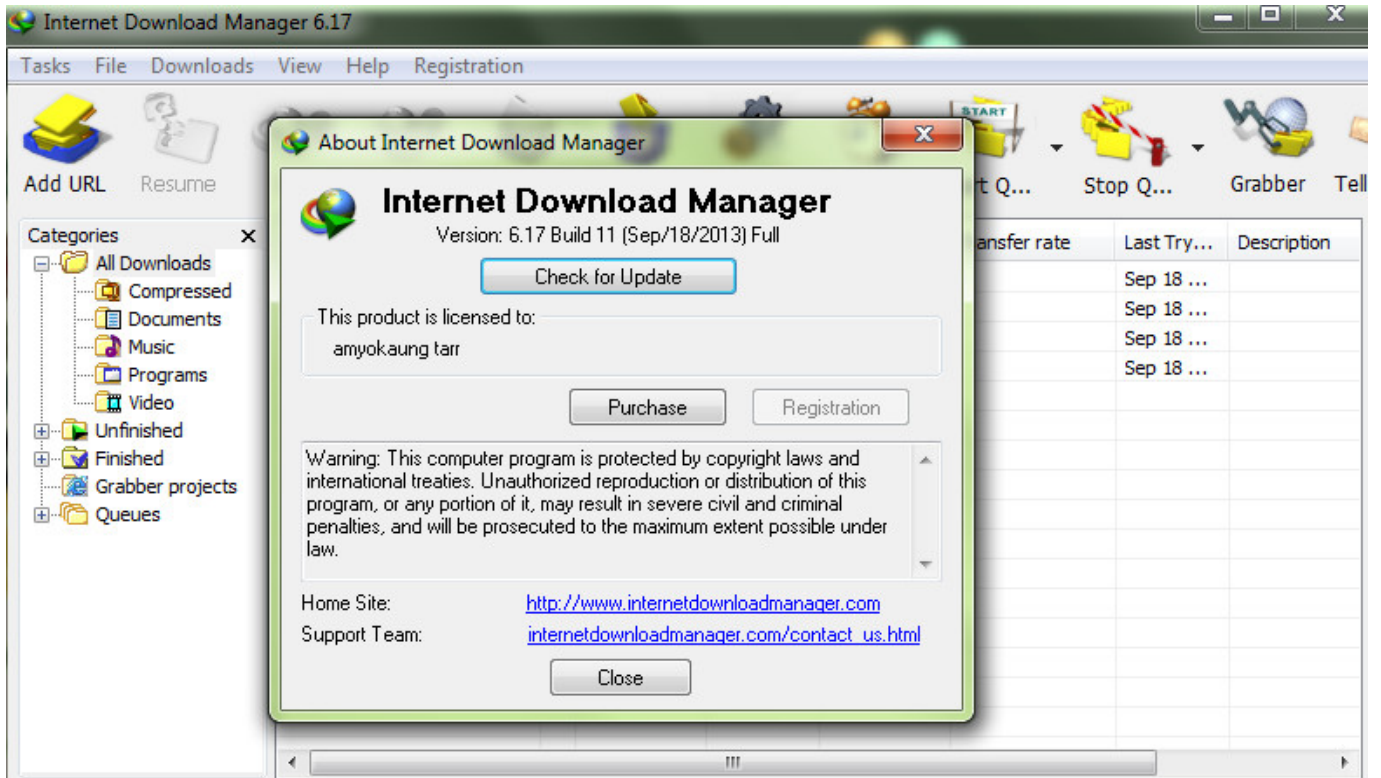 Internet Download Manager 6.17
Tasks File Downloads View Help Registration
Add URL
Resume
Stop Q...
Grabber
Categories
All Downloads
Compressed
Documents
Music
Programs
Video
Unfinished
Finished
Grabber projects
Queues
About Internet Download Manager
Internet Download Manager
Version: 6.17 Build 11 (Sep/18/2013) Full
Check for Update
This product is licensed to:
amyokaung tarr
Purchase
Registration
Warning: This computer program is protected by copyright laws and
international treaties. Unauthorized reproduction or distribution of this
program, or any portion of it, may result in severe civil and criminal
penalties, and will be prosecuted to the maximum extent possible under
law.
Home Site: http://www.internetdownloadmanager.com
Support Team: internetdownloadmanager.com/contact_us.html
Close
START
t Q...
Tell
ansfer rate
Last Try...
Description
Sep 18 ...
Sep 18 ...
Sep 18 ...
Sep 18 ...